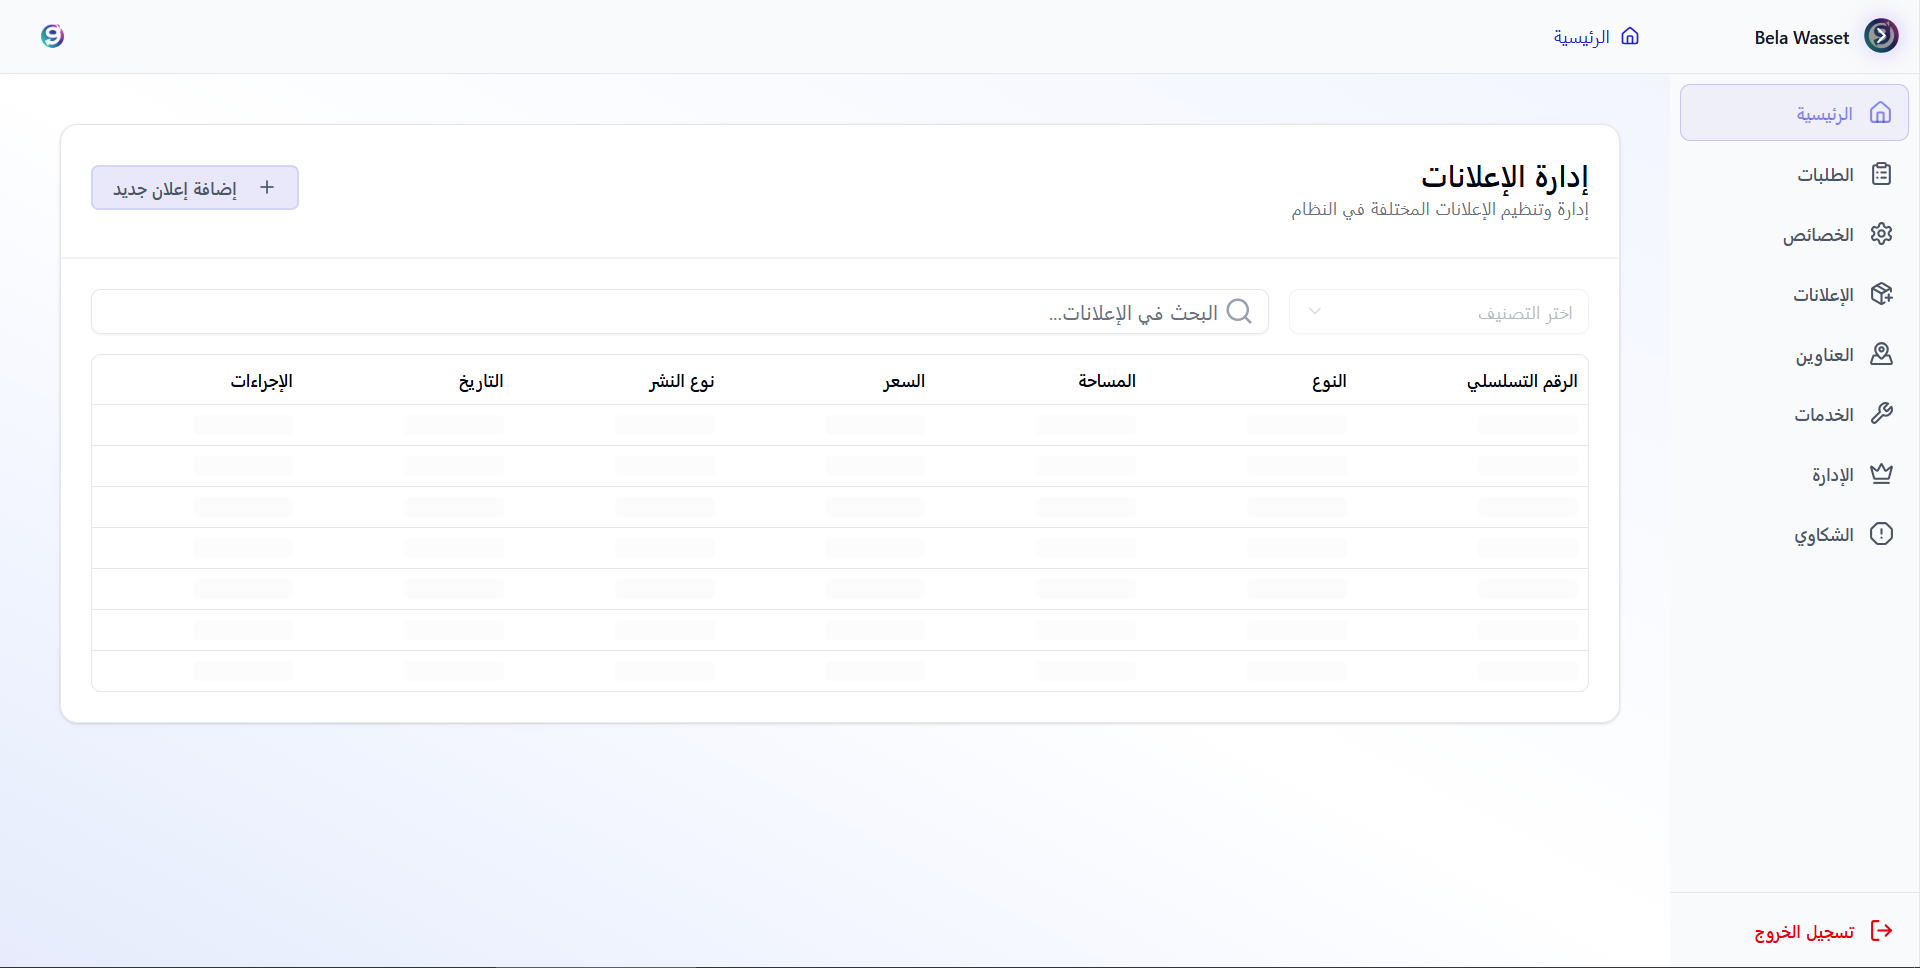 Bela Wasset
الرئيسية
الرئيسية
الطلبات
الخصائص
الإعلانات
العناوين
الخدمات
الإدارة
الشكاوي
تسجيل الخروج
إدارة الإعلانات
إدارة وتنظيم الإعلانات المختلفة في النظام
إضافة إعلان جديد
اختر التصنيف
البحث في الإعلانات...
الرقم التسلسلي النوع المساحة السعر نوع النشر التاريخ الإجراءات